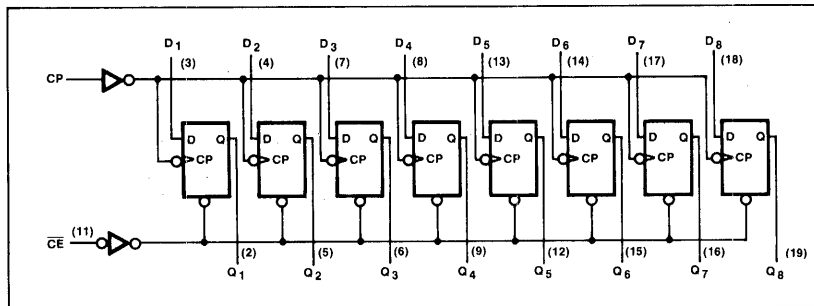 D1 D2 D3 D4 D5 D6 D7 D8
(3) (4) (7) (8) (13) (14) (17) (18)
CP
D Q D Q D Q D Q D Q D Q D Q D Q
CP CP CP CP CP CP CP CP
CE (11)
(2) (5) (6) (9) (12) (15) (16) (19)
Q1 Q2 Q3 Q4 Q5 Q6 Q7 Q8